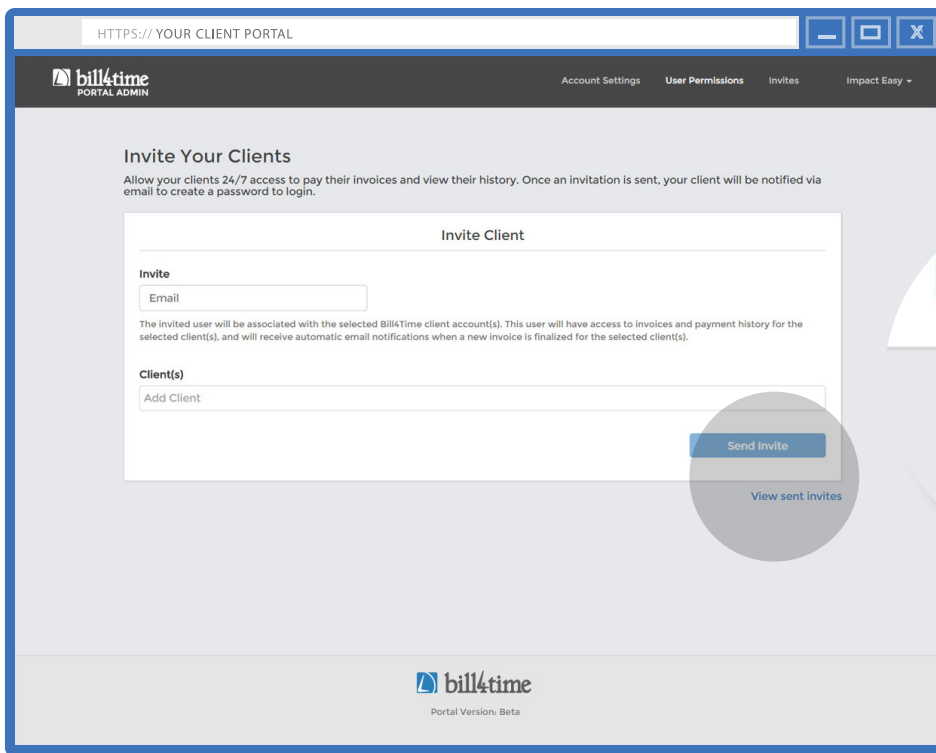 HTTPS:// YOUR CLIENT PORTAL
X
bill4time
PORTAL ADMIN
Account Settings User Permissions Invites Impact Easy
Invite Your Clients
Allow your clients 24/7 access to pay their invoices and view their history. Once an invitation is sent, your client will be notified via
email to create a password to login.
Invite Client
Invite
Email
The invited user will be associated with the selected Bill4Time client account(s). This user will have access to invoices and payment history for the
selected client(s), and will receive automatic email notifications when a new invoice is finalized for the selected client(s).
Client(s)
Add Client
Send Invite
View sent invites
bill4time
Portal Version: Beta